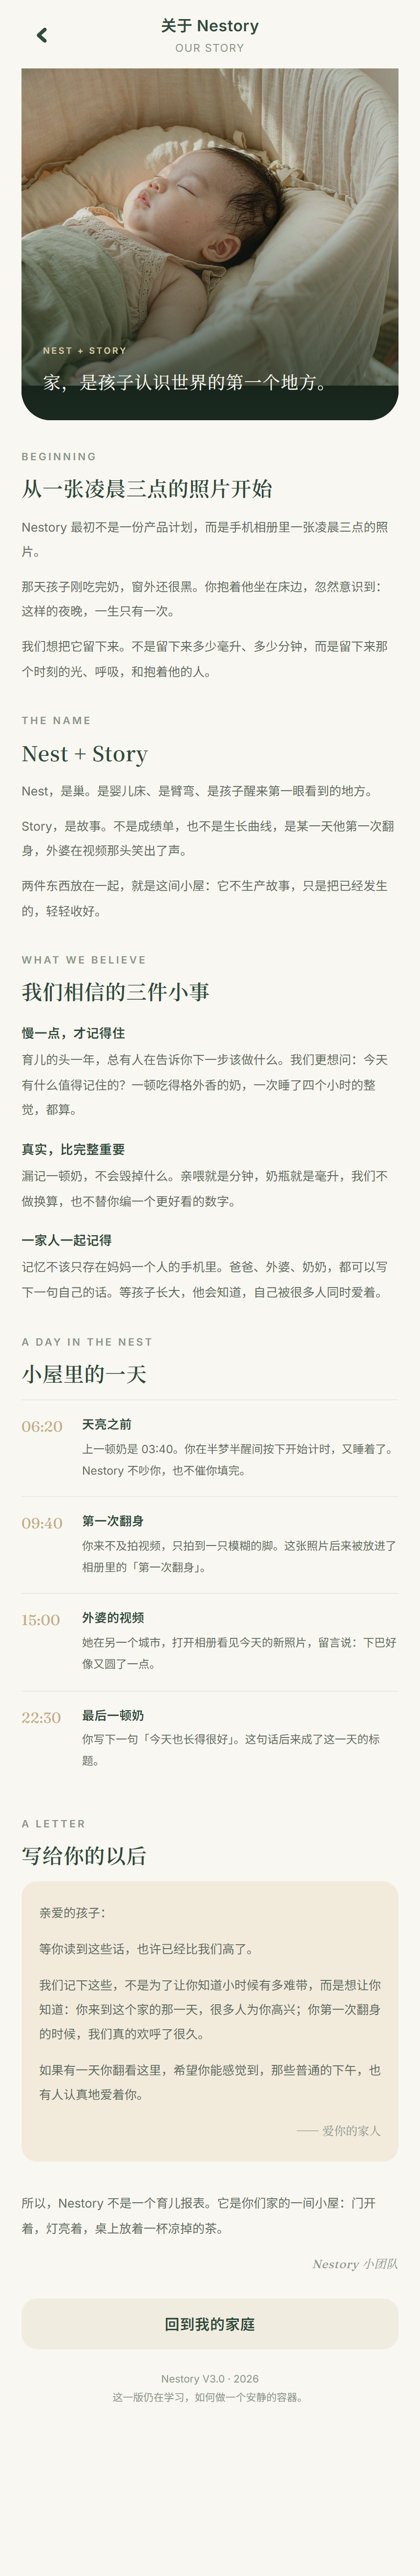 关于 Nestory
OUR STORY
NEST + STORY
家，是孩子认识世界的第一个地方。
BEGINNING
从一张凌晨三点的照片开始
Nestory 最初不是一份产品计划，而是手机相册里一张凌晨三点的照
片。
那天孩子刚吃完奶，窗外还很黑。你抱着他坐在床边，忽然意识到：
这样的夜晚，一生只有一次。
我们想把它留下来。不是留下来多少毫升、多少分钟，而是留下来那
个时刻的光、呼吸，和抱着他的人。
THE NAME
Nest + Story
Nest，是巢。是婴儿床、是臂弯、是孩子醒来第一眼看到的地方。
Story，是故事。不是成绩单，也不是生长曲线，是某一天他第一次翻
身，外婆在视频那头笑出了声。
两件东西放在一起，就是这间小屋：它不生产故事，只是把已经发生
的，轻轻收好。
WHAT WE BELIEVE
我们相信的三件小事
慢一点，才记得住
育儿的头一年，总有人在告诉你下一步该做什么。我们更想问：今天
有什么值得记住的？一顿吃得格外香的奶，一次睡了四个小时的整
觉，都算。
真实，比完整重要
漏记一顿奶，不会毁掉什么。亲喂就是分钟，奶瓶就是毫升，我们不
做换算，也不替你编一个更好看的数字。
一家人一起记得
记忆不该只存在妈妈一个人的手机里。爸爸、外婆、奶奶，都可以写
下一句自己的话。等孩子长大，他会知道，自己被很多人同时爱着。
A DAY IN THE NEST
小屋里的一天
06:20
天亮之前
上一顿奶是 03:40。你在半梦半醒间按下开始计时，又睡着了。
Nestory 不吵你，也不催你填完。
09:40
第一次翻身
你来不及拍视频，只拍到一只模糊的脚。这张照片后来被放进了
相册里的「第一次翻身」。
15:00
外婆的视频
她在另一个城市，打开相册看见今天的新照片，留言说：下巴好
像又圆了一点。
22:30
最后一顿奶
你写下一句「今天也长得很好」。这句话后来成了这一天的标
题。
A LETTER
写给你的以后
亲爱的孩子：
等你读到这些话，也许已经比我们高了。
我们记下这些，不是为了让你知道小时候有多难带，而是想让你
知道：你来到这个家的那一天，很多人为你高兴；你第一次翻身
的时候，我们真的欢呼了很久。
如果有一天你翻看这里，希望你能感觉到，那些普通的下午，也
有人认真地爱着你。
—— 爱你的家人
所以，Nestory 不是一个育儿报表。它是你们家的一间小屋：门开
着，灯亮着，桌上放着一杯凉掉的茶。
Nestory 小团队
回到我的家庭
Nestory V3.0 · 2026
这一版仍在学习，如何做一个安静的容器。